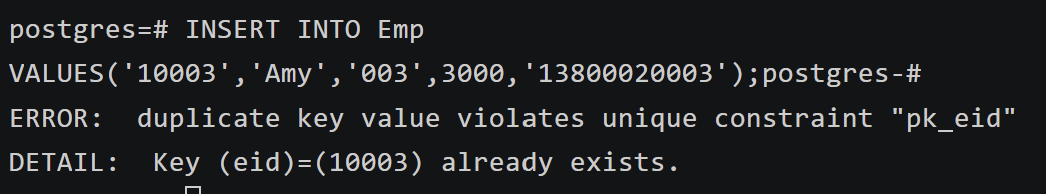 postgres=# INSERT INTO Emp
VALUES('10003','Amy','003',3000,'13800020003');postgres-#
ERROR:  duplicate key value violates unique constraint "pk_eid"
DETAIL:  Key (eid)=(10003) already exists.